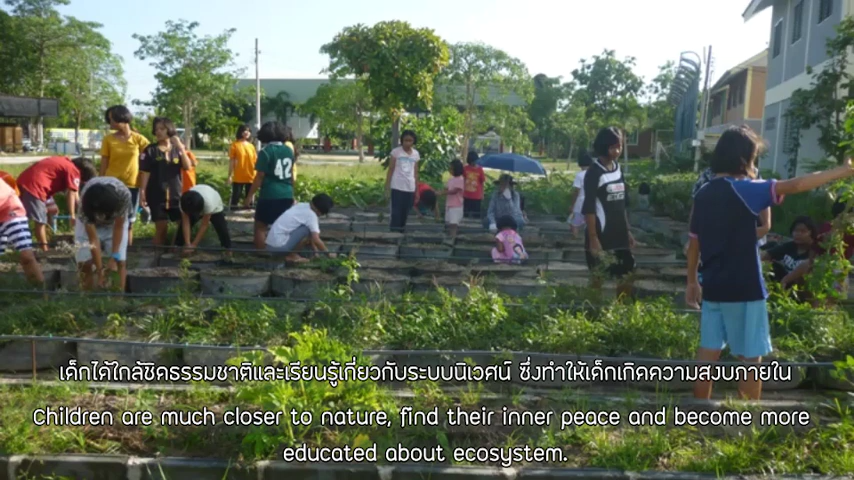 42
เด็กได้ใกล้ชิดธรรมชาติและเรียนรู้เกี่ยวกับระบบนิเวศน์ ซึ่งทำให้เด็กเกิดความสงบภายใน
Children are much closer to nature, find their inner peace and become more
educated about ecosystem.